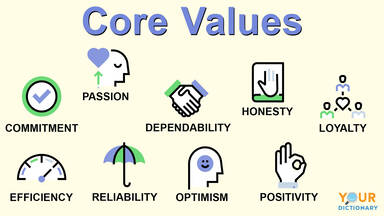 Core Values
PASSION
COMMITMENT
DEPENDABILITY
HONESTY
LOYALTY
EFFICIENCY
RELIABILITY
OPTIMISM
POSITIVITY
YOUR
DICTIONARY